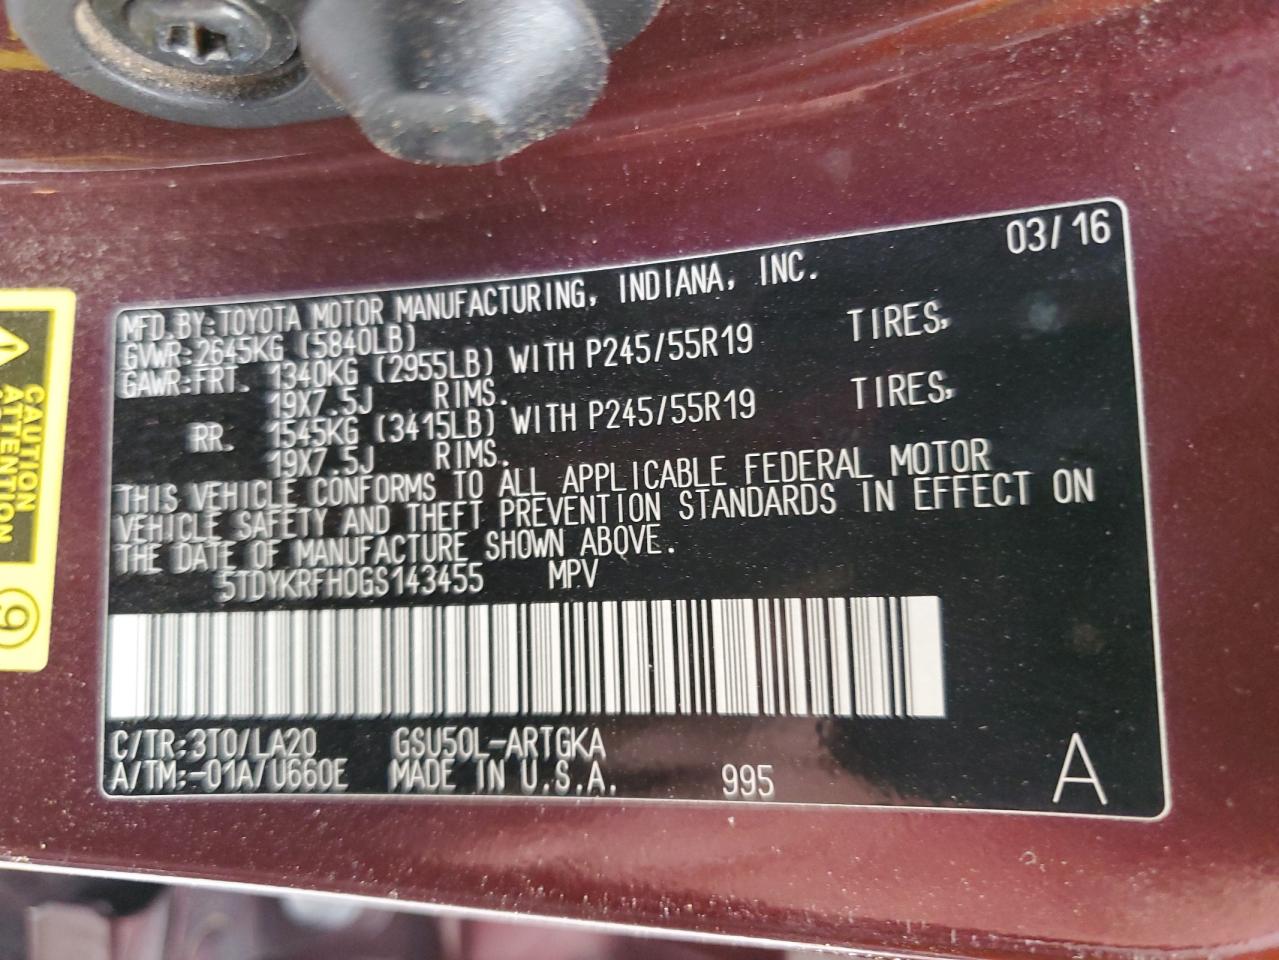 03/16
MFD.BY:TOYOTA MOTOR MANUFACTURING, INDIANA, INC.
GVWR:2645KG (5840LB)
GAWR:FRT. 1340KG (2955LB) WITH P245/55R19 TIRES,
19X7.5J RIMS.
RR. 1545KG (3415LB) WITH P245/55R19 TIRES,
19X7.5J RIMS.
THIS VEHICLE CONFORMS TO ALL APPLICABLE FEDERAL MOTOR
VEHICLE SAFETY AND THEFT PREVENTION STANDARDS IN EFFECT ON
THE DATE OF MANUFACTURE SHOWN ABOVE.
5TDYKRFH0GS143455 MPV
C/TR:3T0/LA20 GSU50L-ARTGKA
A/TM:-01A/U660E MADE IN U.S.A. 995 A
CAUTION
ATTENTION
9